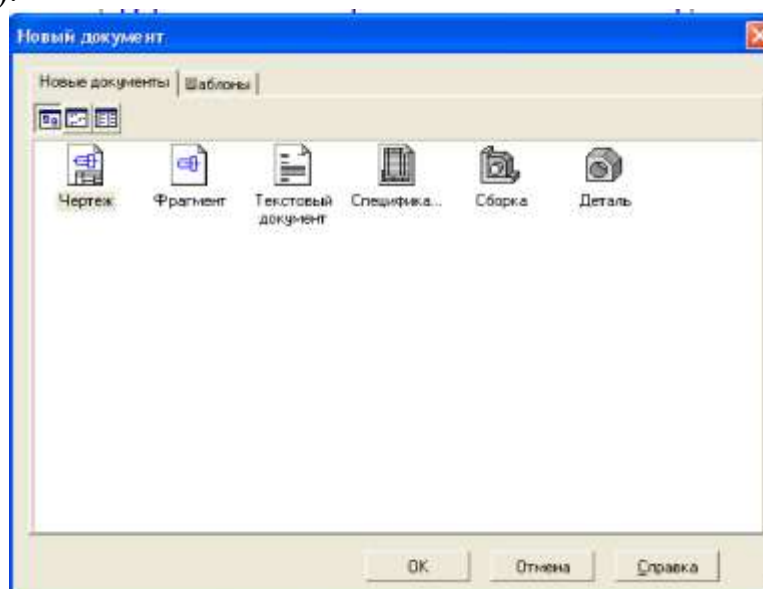 ).
Новый документ
Новые документы Шаблоны
Чертеж Фрагмент Текстовый документ Специфика... Сборка Деталь
OK Отмена Справка